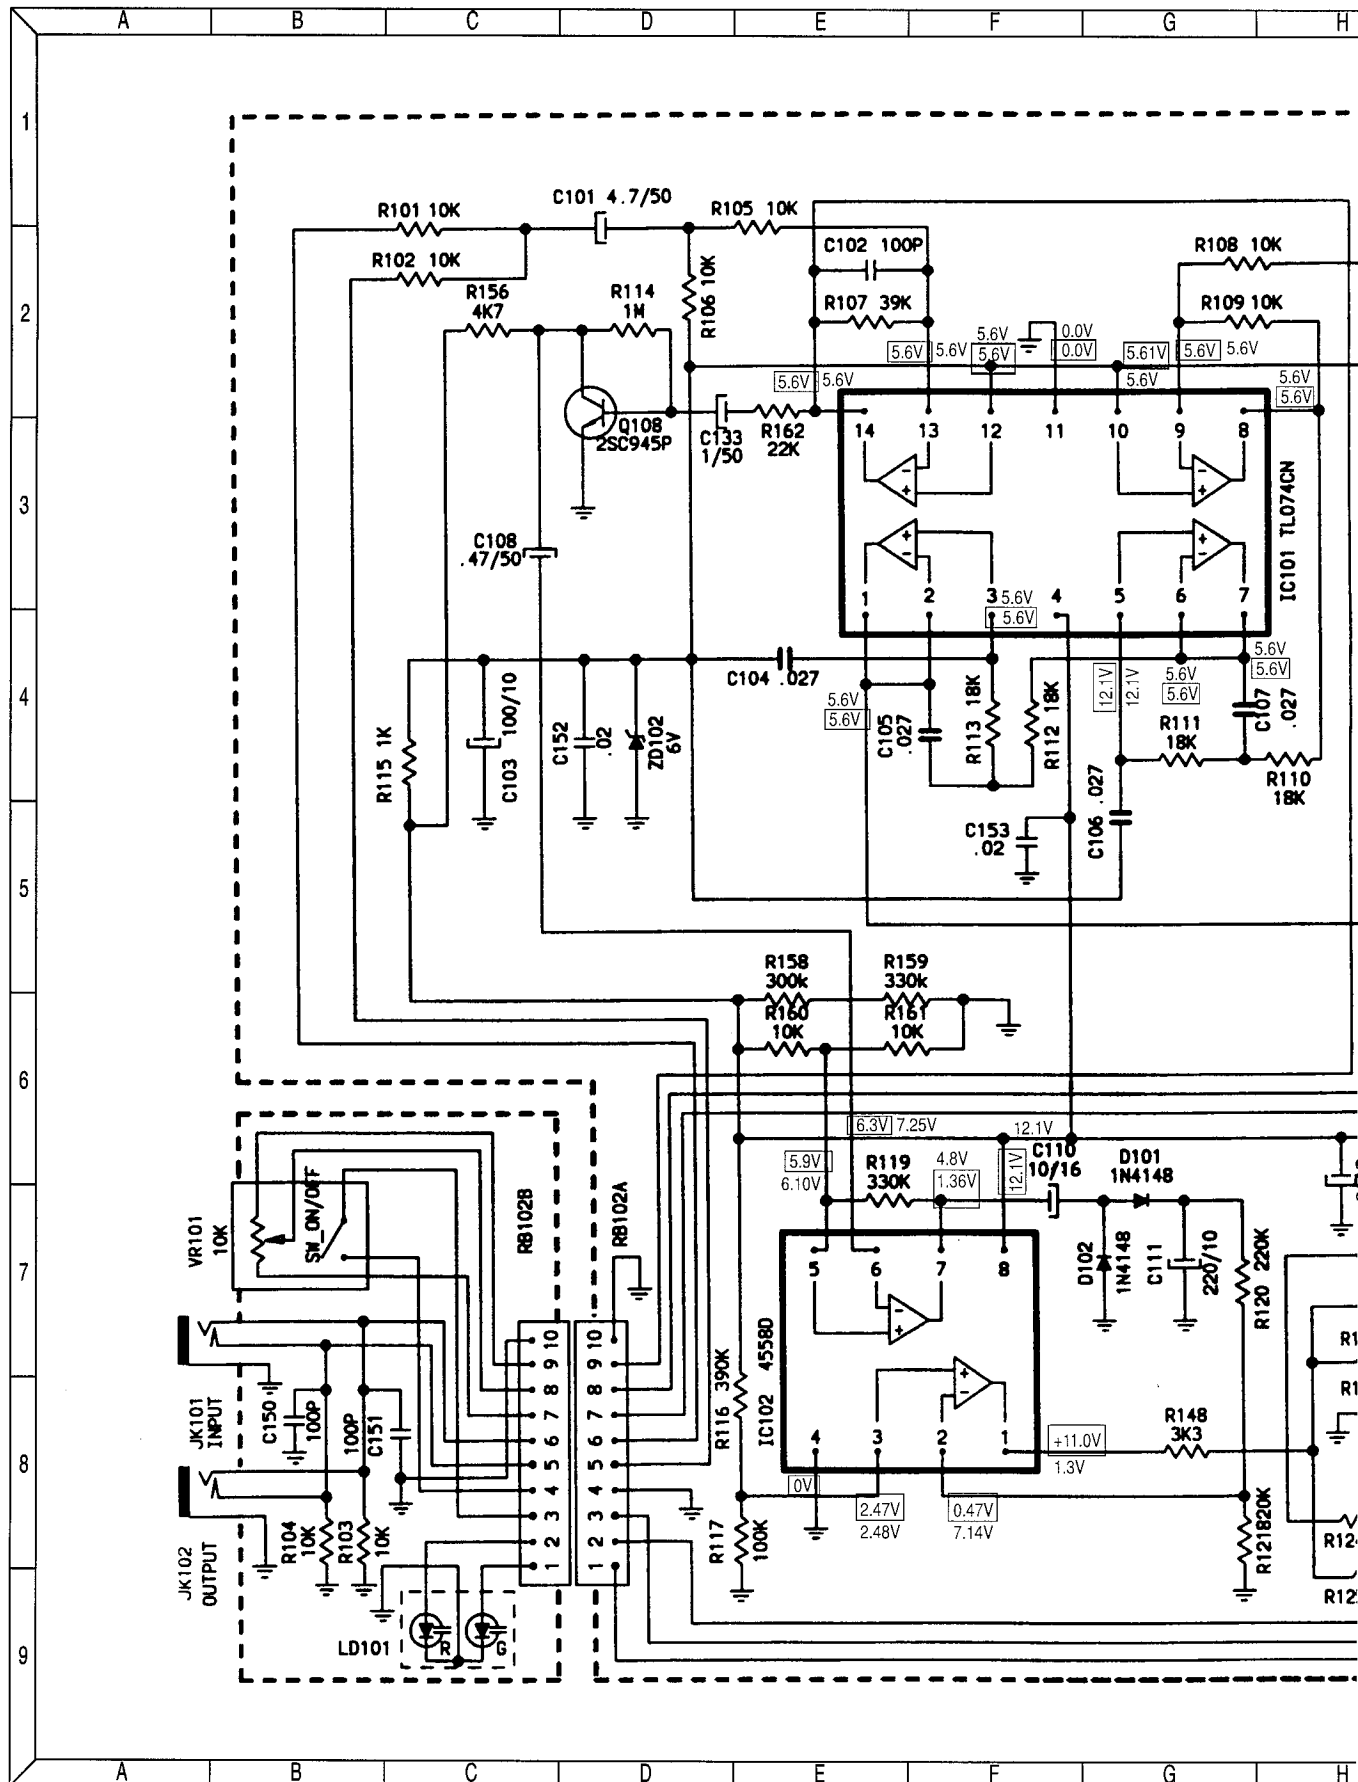 A B C D E F G H
1
C101 4.7/50
R101 10K
R105 10K
R102 10K
C102 100P
R108 10K
R156
4K7
R114
1M
R106 10K
R107 39K
R109 10K
2
5.6V
5.6V
0.0V
0.0V
5.6V 5.6V
5.61V
5.6V
5.6V 5.6V
5.6V 5.6V
5.6V
5.6V
Q108
2SC945P
C133
1/50
R162
22K
14 13 12 11 10 9 8
3
IC101 TL074CN
C108
.47/50
1 2 3 4 5 6 7
5.6V
5.6V
4
C104 .027
5.6V
5.6V
12.1V
12.1V
5.6V
5.6V
5.6V
5.6V
R115 1K
C103 100/10
C152 .02
ZD102
6V
C105
.027
R113 18K
R112 18K
R111
18K
C107
.027
R110
18K
C153
.02
C106 .027
5
R158
300k
R159
330k
R160
10K
R161
10K
6
6.3V 7.25V
12.1V
5.9V
6.10V
R119
330K
4.8V
1.36V
12.1V
C110
10/16
D101
1N4148
VR101
10K
SW_ON/OFF
RB102B
RB102A
7
5 6 7 8
D102
1N4148
C111
220/10
R120 220K
IC102 4558D
R116 390K
10 10
9 9
8 8
7 7
6 6
5 5
4 4
3 3
2 2
1 1
JK101
INPUT
C150
100P
100P
C151
R1
R1
8
4 3 2 1
+11.0V
1.3V
R148
3K3
0V
2.47V
2.48V
0.47V
7.14V
JK102
OUTPUT
R104
10K
R103
10K
R117
100K
R121820K
R12
R12
9
LD101
R G
A B C D E F G H